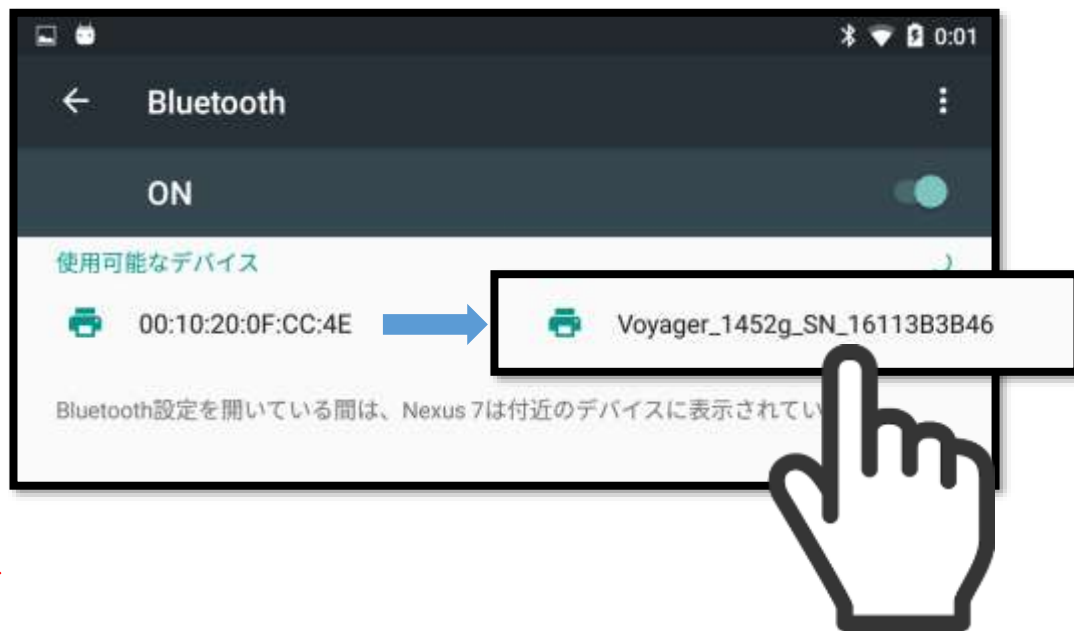 0:01
Bluetooth
ON
使用可能なデバイス
00:10:20:0F:CC:4E
Voyager_1452g_SN_16113B3B46
Bluetooth設定を開いている間は、Nexus 7は付近のデバイスに表示されてい